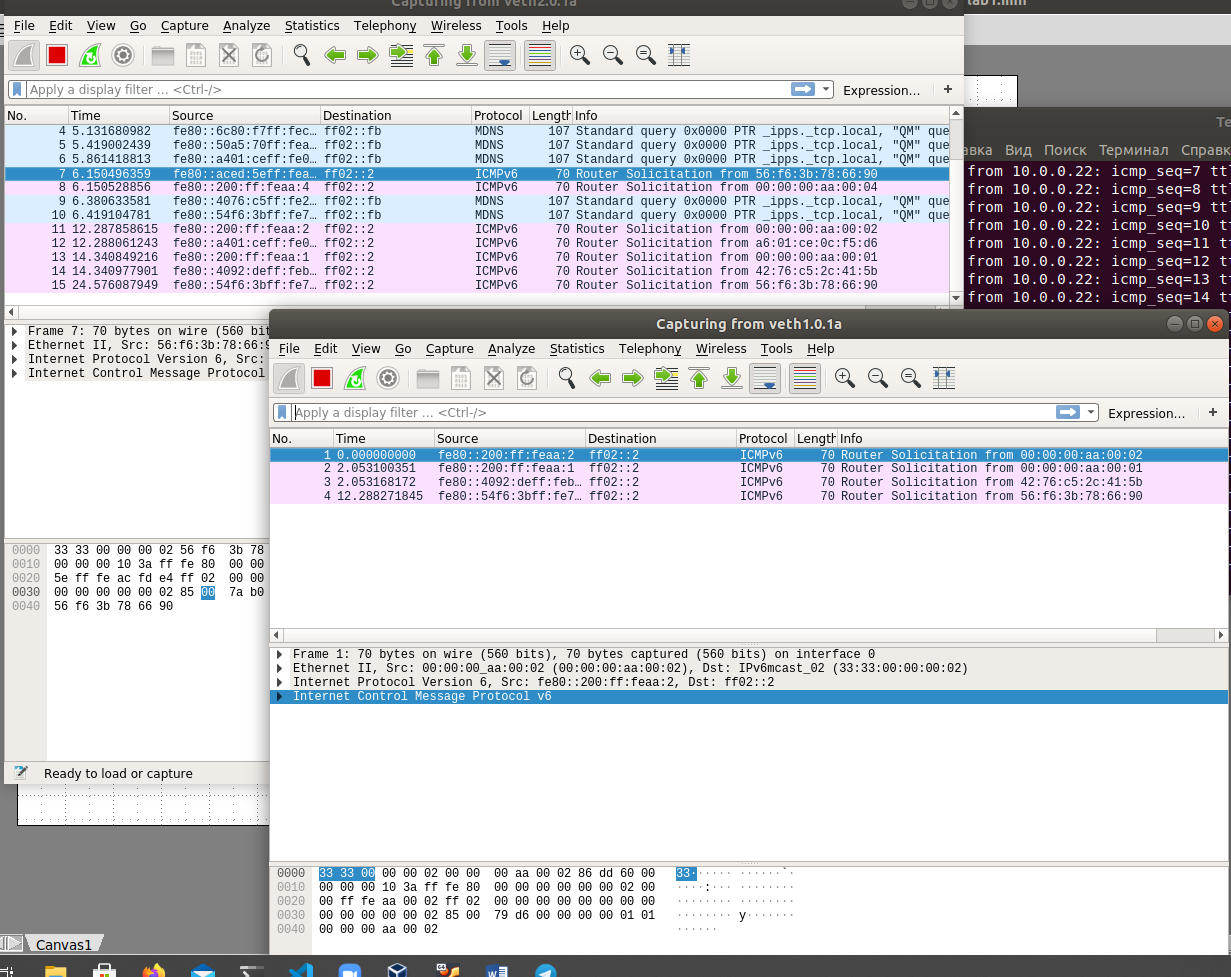 Capturing from veth2.0.1a
lab1.imn
File Edit View Go Capture Analyze Statistics Telephony Wireless Tools Help
Apply a display filter ... <Ctrl-/>
Expression... +
No. Time Source Destination Protocol Length Info
4 5.131680982 fe80::6c80:f7ff:fec… ff02::fb MDNS 107 Standard query 0x0000 PTR _ipps._tcp.local, "QM" que
5 5.419002439 fe80::50a5:70ff:fea… ff02::fb MDNS 107 Standard query 0x0000 PTR _ipps._tcp.local, "QM" que
6 5.861418813 fe80::a401:ceff:fe0… ff02::fb MDNS 107 Standard query 0x0000 PTR _ipps._tcp.local, "QM" que
7 6.150496359 fe80::aced:5eff:fea… ff02::2 ICMPv6 70 Router Solicitation from 56:f6:3b:78:66:90
8 6.150528856 fe80::200:ff:feaa:4 ff02::2 ICMPv6 70 Router Solicitation from 00:00:00:aa:00:04
9 6.380633581 fe80::4076:c5ff:fe2… ff02::fb MDNS 107 Standard query 0x0000 PTR _ipps._tcp.local, "QM" que
10 6.419104781 fe80::54f6:3bff:fe7… ff02::fb MDNS 107 Standard query 0x0000 PTR _ipps._tcp.local, "QM" que
11 12.287858615 fe80::200:ff:feaa:2 ff02::2 ICMPv6 70 Router Solicitation from 00:00:00:aa:00:02
12 12.288061243 fe80::a401:ceff:fe0… ff02::2 ICMPv6 70 Router Solicitation from a6:01:ce:0c:f5:d6
13 14.340849216 fe80::200:ff:feaa:1 ff02::2 ICMPv6 70 Router Solicitation from 00:00:00:aa:00:01
14 14.340977901 fe80::4092:deff:feb… ff02::2 ICMPv6 70 Router Solicitation from 42:76:c5:2c:41:5b
15 24.576087949 fe80::54f6:3bff:fe7… ff02::2 ICMPv6 70 Router Solicitation from 56:f6:3b:78:66:90
Te
авка Вид Поиск Терминал Справк
from 10.0.0.22: icmp_seq=7 ttl
from 10.0.0.22: icmp_seq=8 ttl
from 10.0.0.22: icmp_seq=9 ttl
from 10.0.0.22: icmp_seq=10 tt
from 10.0.0.22: icmp_seq=11 tt
from 10.0.0.22: icmp_seq=12 tt
from 10.0.0.22: icmp_seq=13 tt
from 10.0.0.22: icmp_seq=14 tt
Frame 7: 70 bytes on wire (560 bit
Ethernet II, Src: 56:f6:3b:78:66:9
Internet Protocol Version 6, Src:
Internet Control Message Protocol
0000 33 33 00 00 00 02 56 f6 3b 78
0010 00 00 00 10 3a ff fe 80 00 00
0020 5e ff fe ac fd e4 ff 02 00 00
0030 00 00 00 00 00 02 85 00 7a b0
0040 56 f6 3b 78 66 90
Ready to load or capture
Canvas1
Capturing from veth1.0.1a
File Edit View Go Capture Analyze Statistics Telephony Wireless Tools Help
Apply a display filter ... <Ctrl-/>
Expression... +
No. Time Source Destination Protocol Length Info
1 0.000000000 fe80::200:ff:feaa:2 ff02::2 ICMPv6 70 Router Solicitation from 00:00:00:aa:00:02
2 2.053100351 fe80::200:ff:feaa:1 ff02::2 ICMPv6 70 Router Solicitation from 00:00:00:aa:00:01
3 2.053168172 fe80::4092:deff:feb… ff02::2 ICMPv6 70 Router Solicitation from 42:76:c5:2c:41:5b
4 12.288271845 fe80::54f6:3bff:fe7… ff02::2 ICMPv6 70 Router Solicitation from 56:f6:3b:78:66:90
Frame 1: 70 bytes on wire (560 bits), 70 bytes captured (560 bits) on interface 0
Ethernet II, Src: 00:00:00_aa:00:02 (00:00:00:aa:00:02), Dst: IPv6mcast_02 (33:33:00:00:00:02)
Internet Protocol Version 6, Src: fe80::200:ff:feaa:2, Dst: ff02::2
Internet Control Message Protocol v6
0000 33 33 00 00 00 02 00 00 00 aa 00 02 86 dd 60 00 33······ ······`·
0010 00 00 00 10 3a ff fe 80 00 00 00 00 00 00 02 00 ····:··· ········
0020 00 ff fe aa 00 02 ff 02 00 00 00 00 00 00 00 00 ········ ········
0030 00 00 00 00 00 02 85 00 79 d6 00 00 00 00 01 01 ········ y·······
0040 00 00 00 aa 00 02 ······